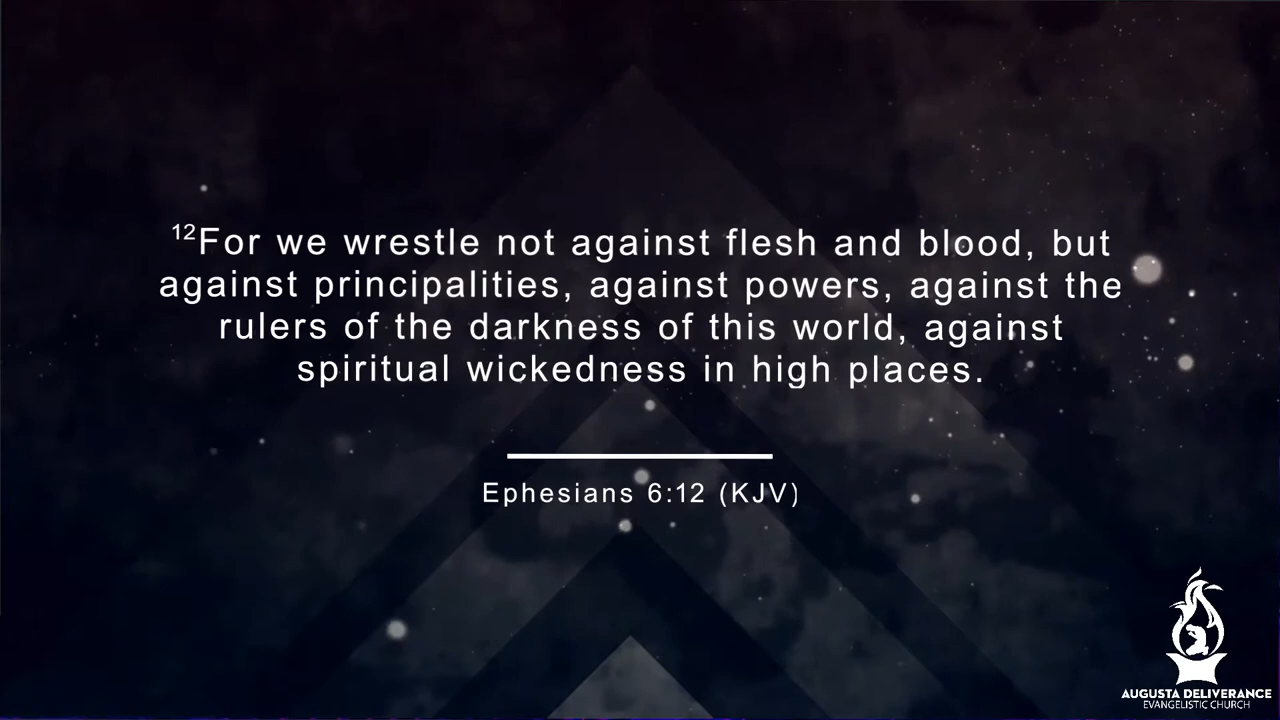 ¹²For we wrestle not against flesh and blood, but
against principalities, against powers, against the
rulers of the darkness of this world, against
spiritual wickedness in high places.
Ephesians 6:12 (KJV)
AUGUSTA DELIVERANCE
EVANGELISTIC CHURCH